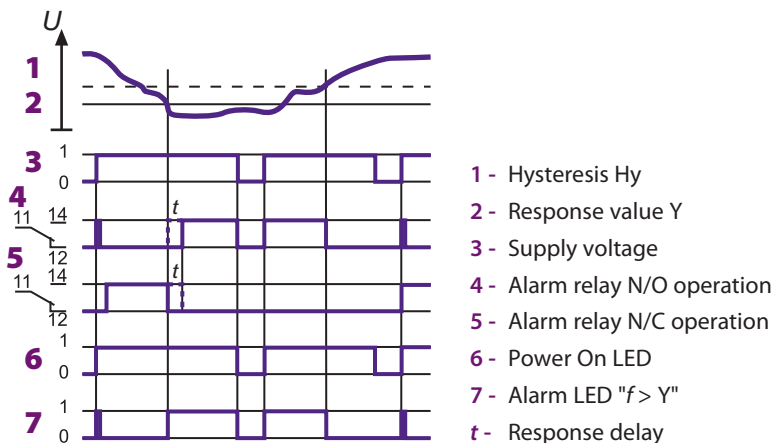 U
1
2
3
1
0
4
11
14
t
12
5
11
14
t
12
6
1
0
7
1
0
1 - Hysteresis Hy
2 - Response value Y
3 - Supply voltage
4 - Alarm relay N/O operation
5 - Alarm relay N/C operation
6 - Power On LED
7 - Alarm LED "f > Y"
t - Response delay